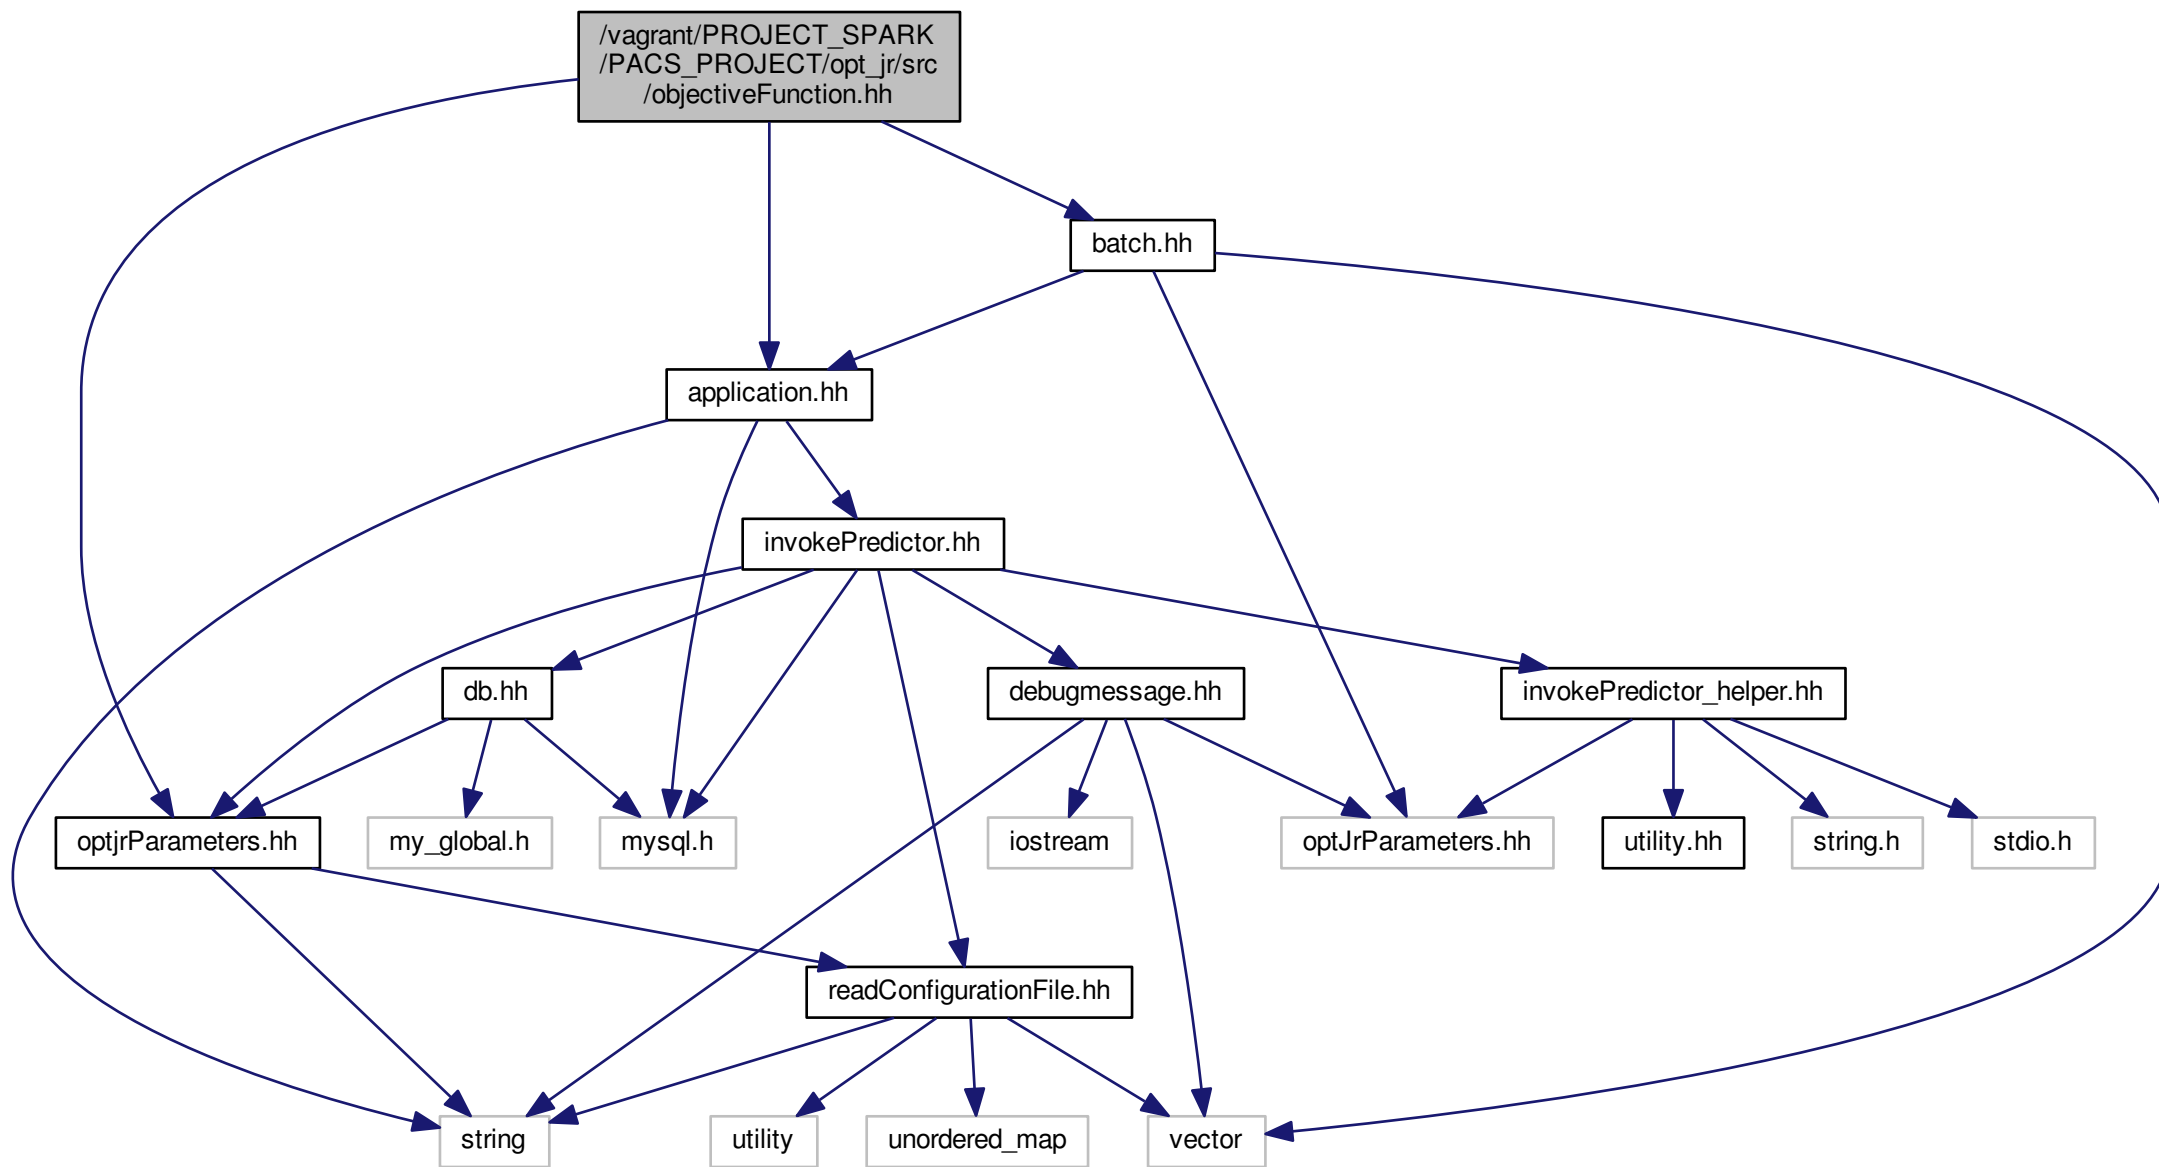 /vagrant/PROJECT_SPARK
/PACS_PROJECT/opt_jr/src
/objectiveFunction.hh
batch.hh
application.hh
invokePredictor.hh
db.hh
debugmessage.hh
invokePredictor_helper.hh
optjrParameters.hh
my_global.h
mysql.h
iostream
optJrParameters.hh
utility.hh
string.h
stdio.h
readConfigurationFile.hh
string
utility
unordered_map
vector